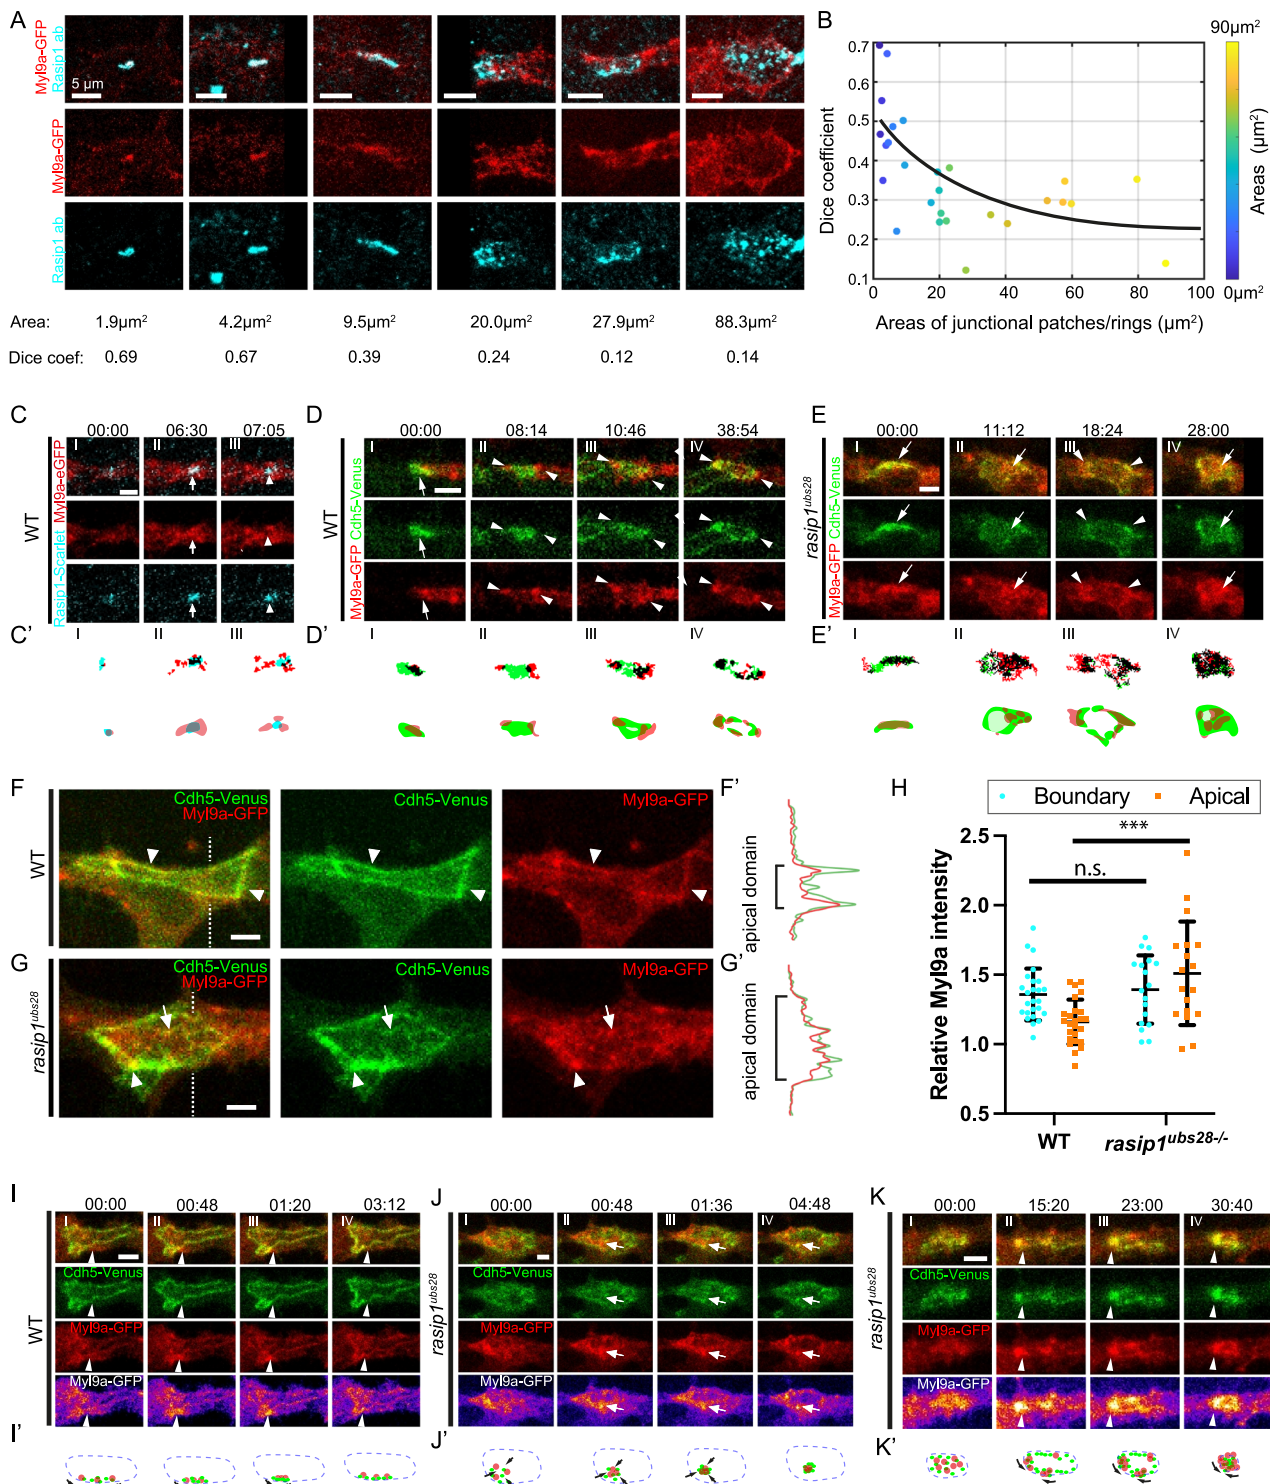 A
Myl9a-GFP
Rasip1 ab
5 µm
Myl9a-GFP
Rasip1 ab
Area: 1.9µm² 4.2µm² 9.5µm² 20.0µm² 27.9µm² 88.3µm²
Dice coef: 0.69 0.67 0.39 0.24 0.12 0.14
B
90µm²
0.7
0.6
0.5
0.4
0.3
0.2
0.1
Dice coefficient
0 20 40 60 80 100
Areas of junctional patches/rings (µm²)
Areas (µm²)
0µm²
C
00:00 06:30 07:05
I II III
WT
Myl9a-eGFP
Rasip1-Scarlet
C'
I II III
D
00:00 08:14 10:46 38:54
I II III IV
WT
Myl9a-GFP Cdh5-Venus
D'
I II III IV
E
00:00 11:12 18:24 28:00
I II III IV
rasip1ubs28
Myl9a-GFP Cdh5-Venus
E'
I II III IV
F
WT
Cdh5-Venus
Myl9a-GFP
Cdh5-Venus
Myl9a-GFP
F'
apical domain
G
rasip1ubs28
Cdh5-Venus
Myl9a-GFP
Cdh5-Venus
Myl9a-GFP
G'
apical domain
H
Boundary Apical
2.5
2.0
1.5
1.0
0.5
Relative Myl9a intensity
***
n.s.
WT rasip1ubs28-/-
I
00:00 00:48 01:20 03:12
I II III IV
WT
Cdh5-Venus
Myl9a-GFP
Myl9a-GFP
I'
J
00:00 00:48 01:36 04:48
I II III IV
rasip1ubs28
Cdh5-Venus
Myl9a-GFP
Myl9a-GFP
J'
K
00:00 15:20 23:00 30:40
I II III IV
rasip1ubs28
Cdh5-Venus
Myl9a-GFP
Myl9a-GFP
K'